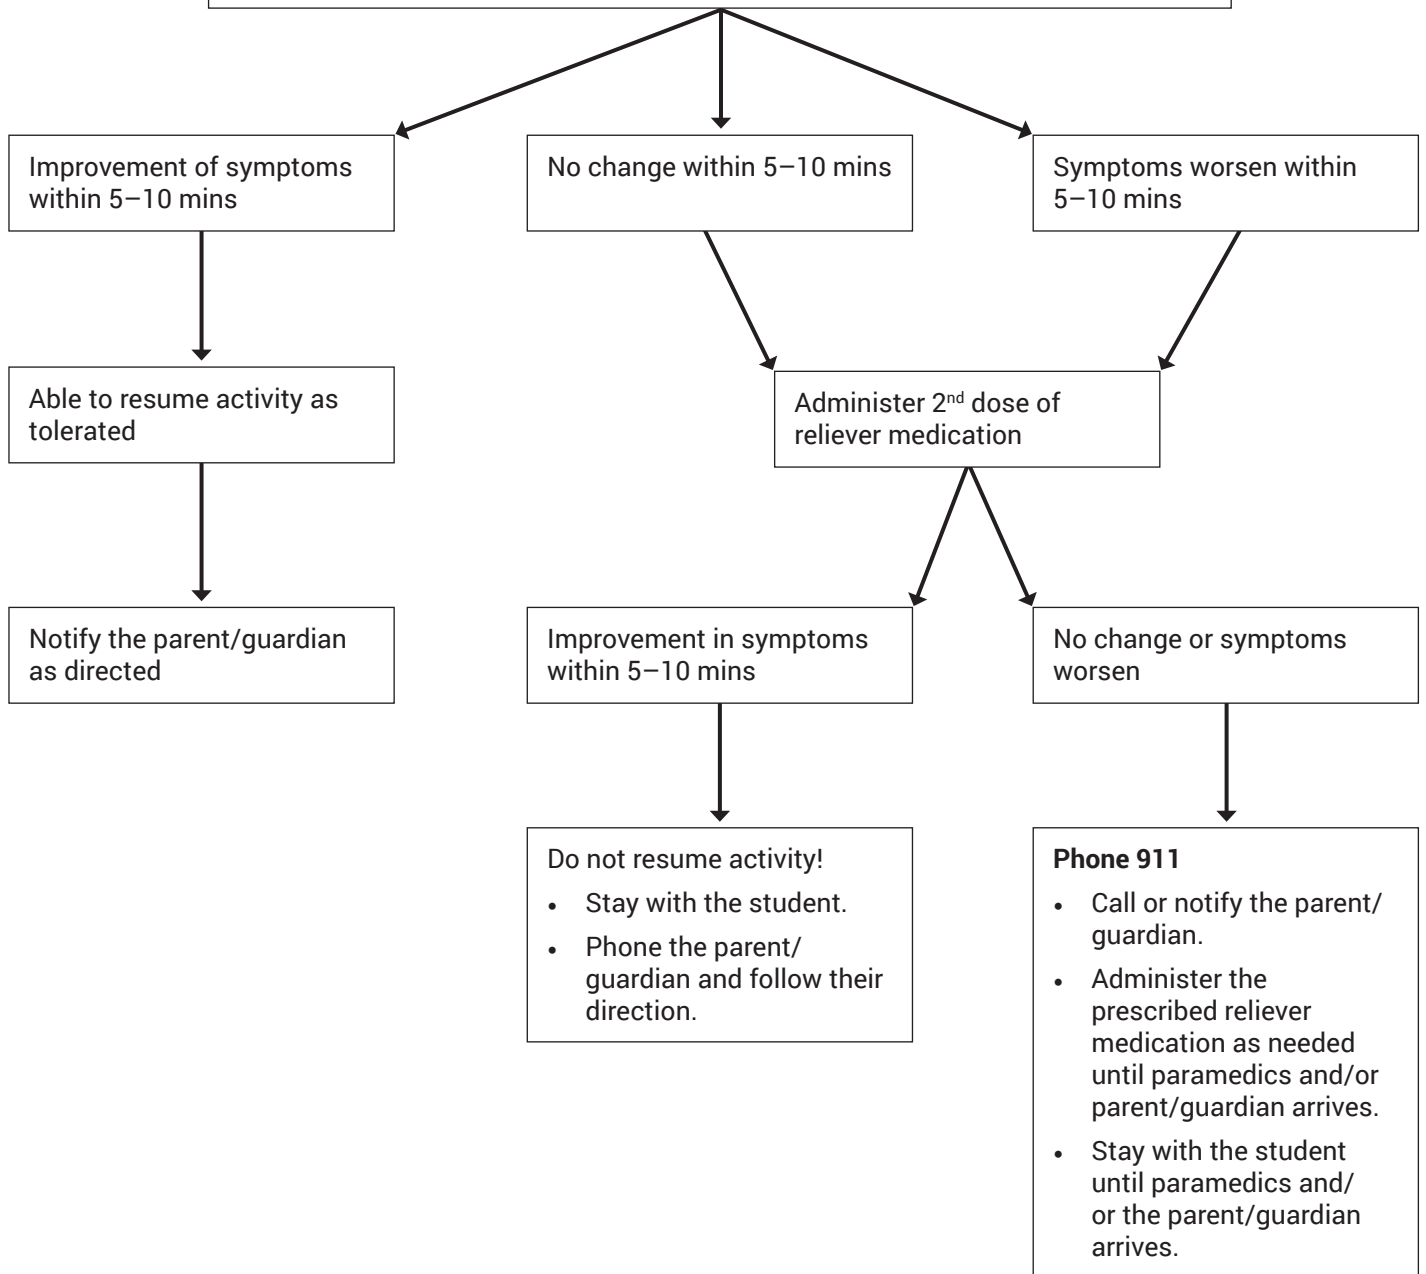 Improvement of symptoms
within 5–10 mins
No change within 5–10 mins
Symptoms worsen within
5–10 mins
Able to resume activity as
tolerated
Administer 2nd dose of
reliever medication
Notify the parent/guardian
as directed
Improvement in symptoms
within 5–10 mins
No change or symptoms
worsen
Do not resume activity!
• Stay with the student.
• Phone the parent/
guardian and follow their
direction.
Phone 911
• Call or notify the parent/
guardian.
• Administer the
prescribed reliever
medication as needed
until paramedics and/or
parent/guardian arrives.
• Stay with the student
until paramedics and/
or the parent/guardian
arrives.